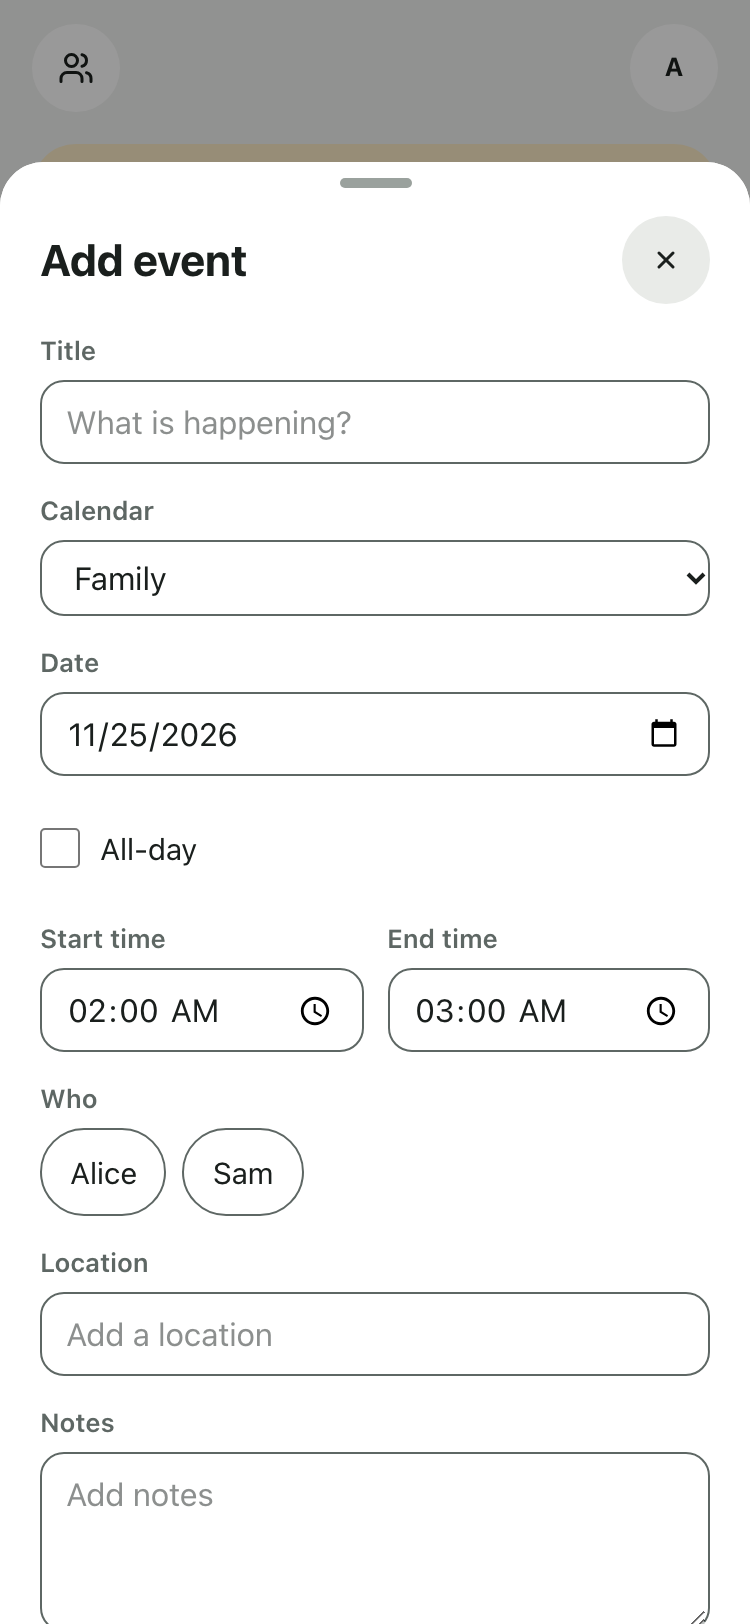 A
Add event
Title
What is happening?
Calendar
Family
Date
11/25/2026
All-day
Start time
End time
02:00 AM
03:00 AM
Who
Alice
Sam
Location
Add a location
Notes
Add notes